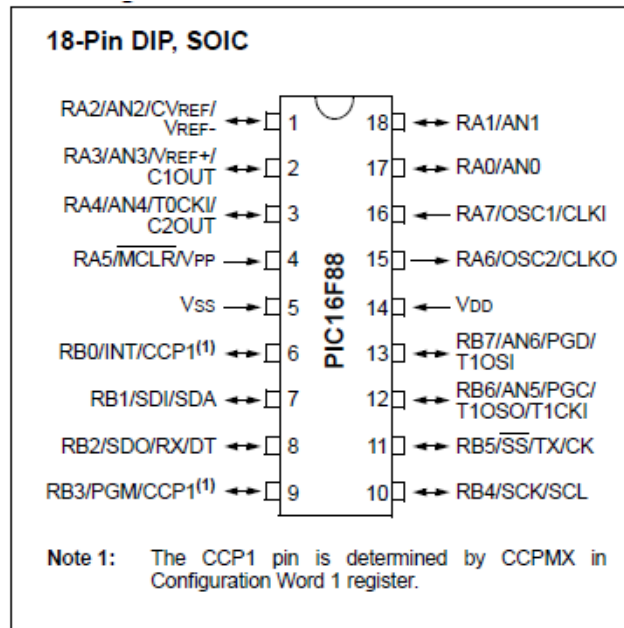 18-Pin DIP, SOIC
RA2/AN2/CVREF/
VREF-
RA3/AN3/VREF+/
C1OUT
RA4/AN4/T0CKI/
C2OUT
RA5/MCLR/VPP
VSS
RB0/INT/CCP1(1)
RB1/SDI/SDA
RB2/SDO/RX/DT
RB3/PGM/CCP1(1)
1
2
3
4
5
6
7
8
9
PIC16F88
18
17
16
15
14
13
12
11
10
RA1/AN1
RA0/AN0
RA7/OSC1/CLKI
RA6/OSC2/CLKO
VDD
RB7/AN6/PGD/
T1OSI
RB6/AN5/PGC/
T1OSO/T1CKI
RB5/SS/TX/CK
RB4/SCK/SCL
Note 1: The CCP1 pin is determined by CCPMX in
Configuration Word 1 register.